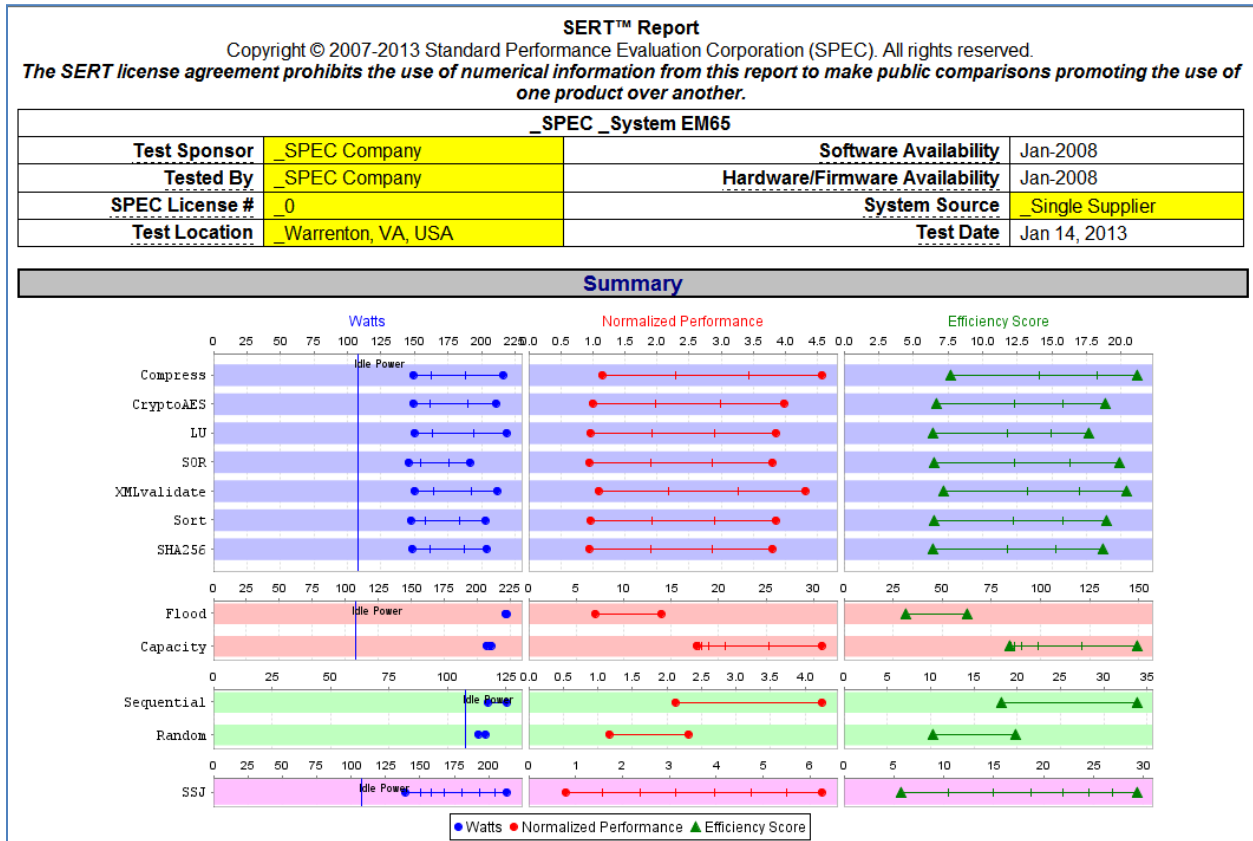 SERT™ Report
Copyright © 2007-2013 Standard Performance Evaluation Corporation (SPEC). All rights reserved.
The SERT license agreement prohibits the use of numerical information from this report to make public comparisons promoting the use of
one product over another.
_SPEC _System EM65
Test Sponsor _SPEC Company Software Availability Jan-2008
Tested By _SPEC Company Hardware/Firmware Availability Jan-2008
SPEC License # _0 System Source _Single Supplier
Test Location _Warrenton, VA, USA Test Date Jan 14, 2013
Summary
Watts Normalized Performance Efficiency Score
0 25 50 75 100 125 150 175 200 225 0.0 0.5 1.0 1.5 2.0 2.5 3.0 3.5 4.0 4.5 0.0 2.5 5.0 7.5 10.0 12.5 15.0 17.5 20.0
Idle Power
Compress
CryptoAES
LU
SOR
XMLvalidate
Sort
SHA256
0 25 50 75 100 125 150 175 200 225 5 10 15 20 25 30 0 25 50 75 100 125 150
Idle Power
Flood
Capacity
0 25 50 75 100 125 0.0 0.5 1.0 1.5 2.0 2.5 3.0 3.5 4.0 0 5 10 15 20 25 30 35
Idle Power
Sequential
Random
0 25 50 75 100 125 150 175 200 0 1 2 3 4 5 6 0 5 10 15 20 25 30
Idle Power
SSJ
Watts Normalized Performance Efficiency Score